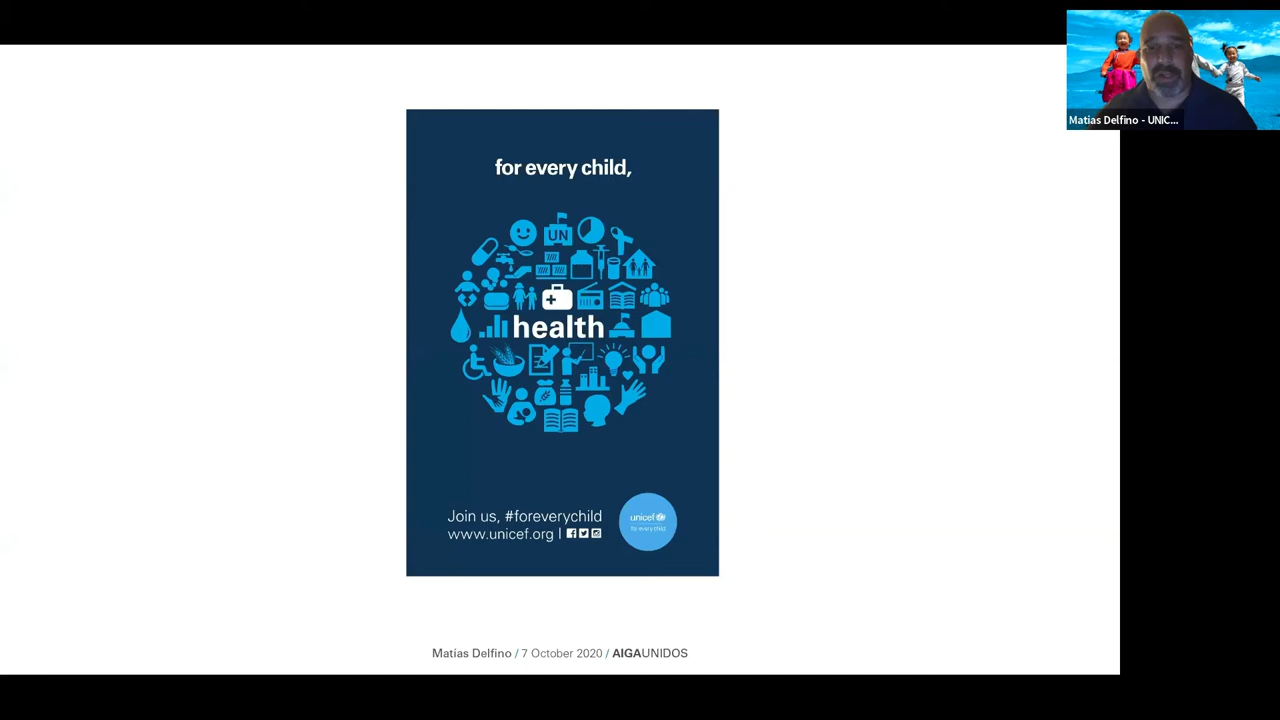 Matias Delfino - UNIC...
for every child,
UN
health
Join us, #foreverychild
www.unicef.org |
unicef
for every child
Matías Delfino / 7 October 2020 / AIGAUNIDOS